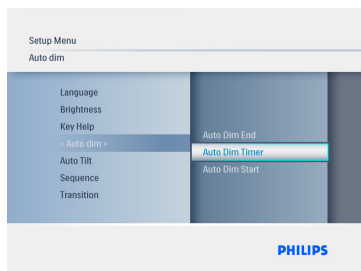 Setup Menu
Auto dim
Language
Brightness
Key Help
« Auto dim »
Auto Tilt
Sequence
Transition
Auto Dim End
Auto Dim Timer
Auto Dim Start
PHILIPS